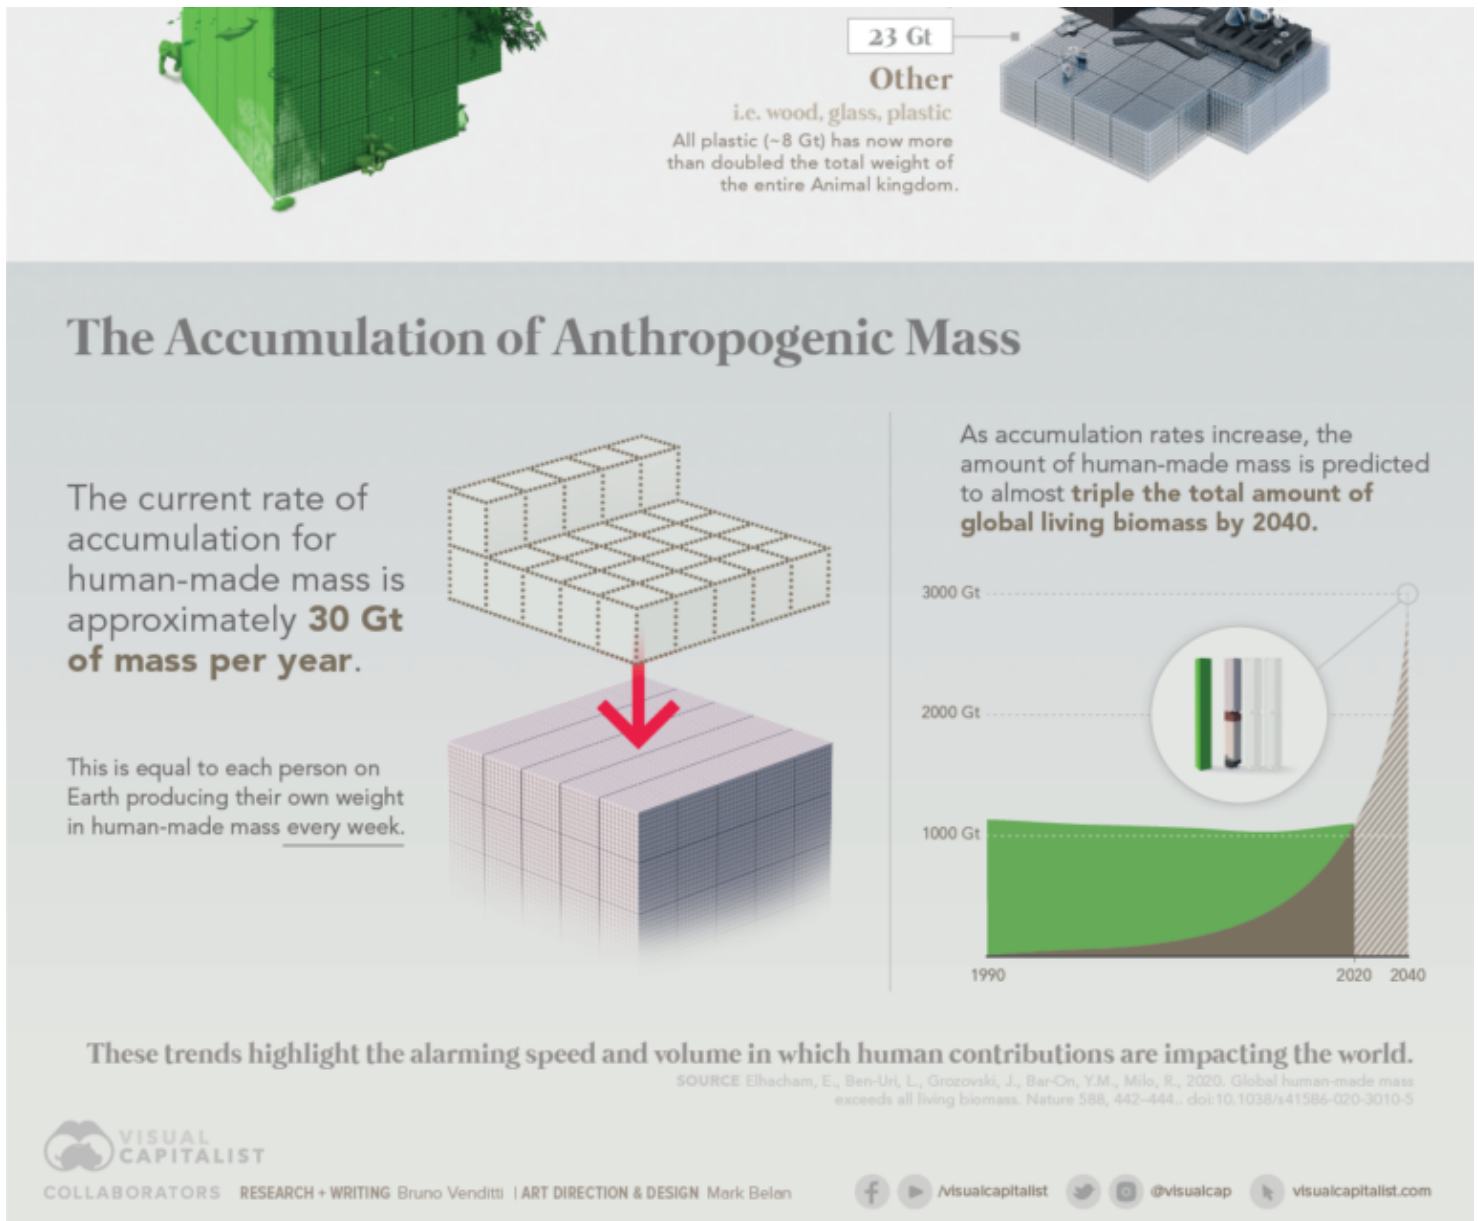 23 Gt
Other
i.e. wood, glass, plastic
All plastic (~8 Gt) has now more
than doubled the total weight of
the entire Animal kingdom.
The Accumulation of Anthropogenic Mass
The current rate of
accumulation for
human-made mass is
approximately 30 Gt
of mass per year.
This is equal to each person on
Earth producing their own weight
in human-made mass every week.
As accumulation rates increase, the
amount of human-made mass is predicted
to almost triple the total amount of
global living biomass by 2040.
3000 Gt
2000 Gt
1000 Gt
1990
2020
2040
These trends highlight the alarming speed and volume in which human contributions are impacting the world.
SOURCE Elhacham, E., Ben-Uri, L., Grozovski, J., Bar-On, Y.M., Milo, R., 2020. Global human-made mass
exceeds all living biomass. Nature 588, 442–444.. doi:10.1038/s41586-020-3010-5
VISUAL
CAPITALIST
COLLABORATORS RESEARCH + WRITING Bruno Venditti | ART DIRECTION & DESIGN Mark Belan
/visualcapitalist @visualcap visualcapitalist.com